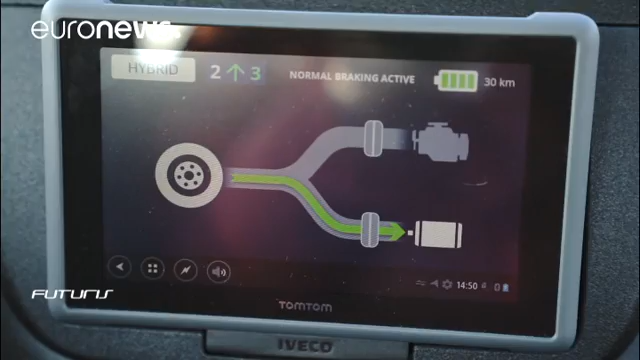 euronews.
HYBRID 2 3 NORMAL BRAKING ACTIVE 30 km
14:50
FUTURIS
TOMTOM
IVECO